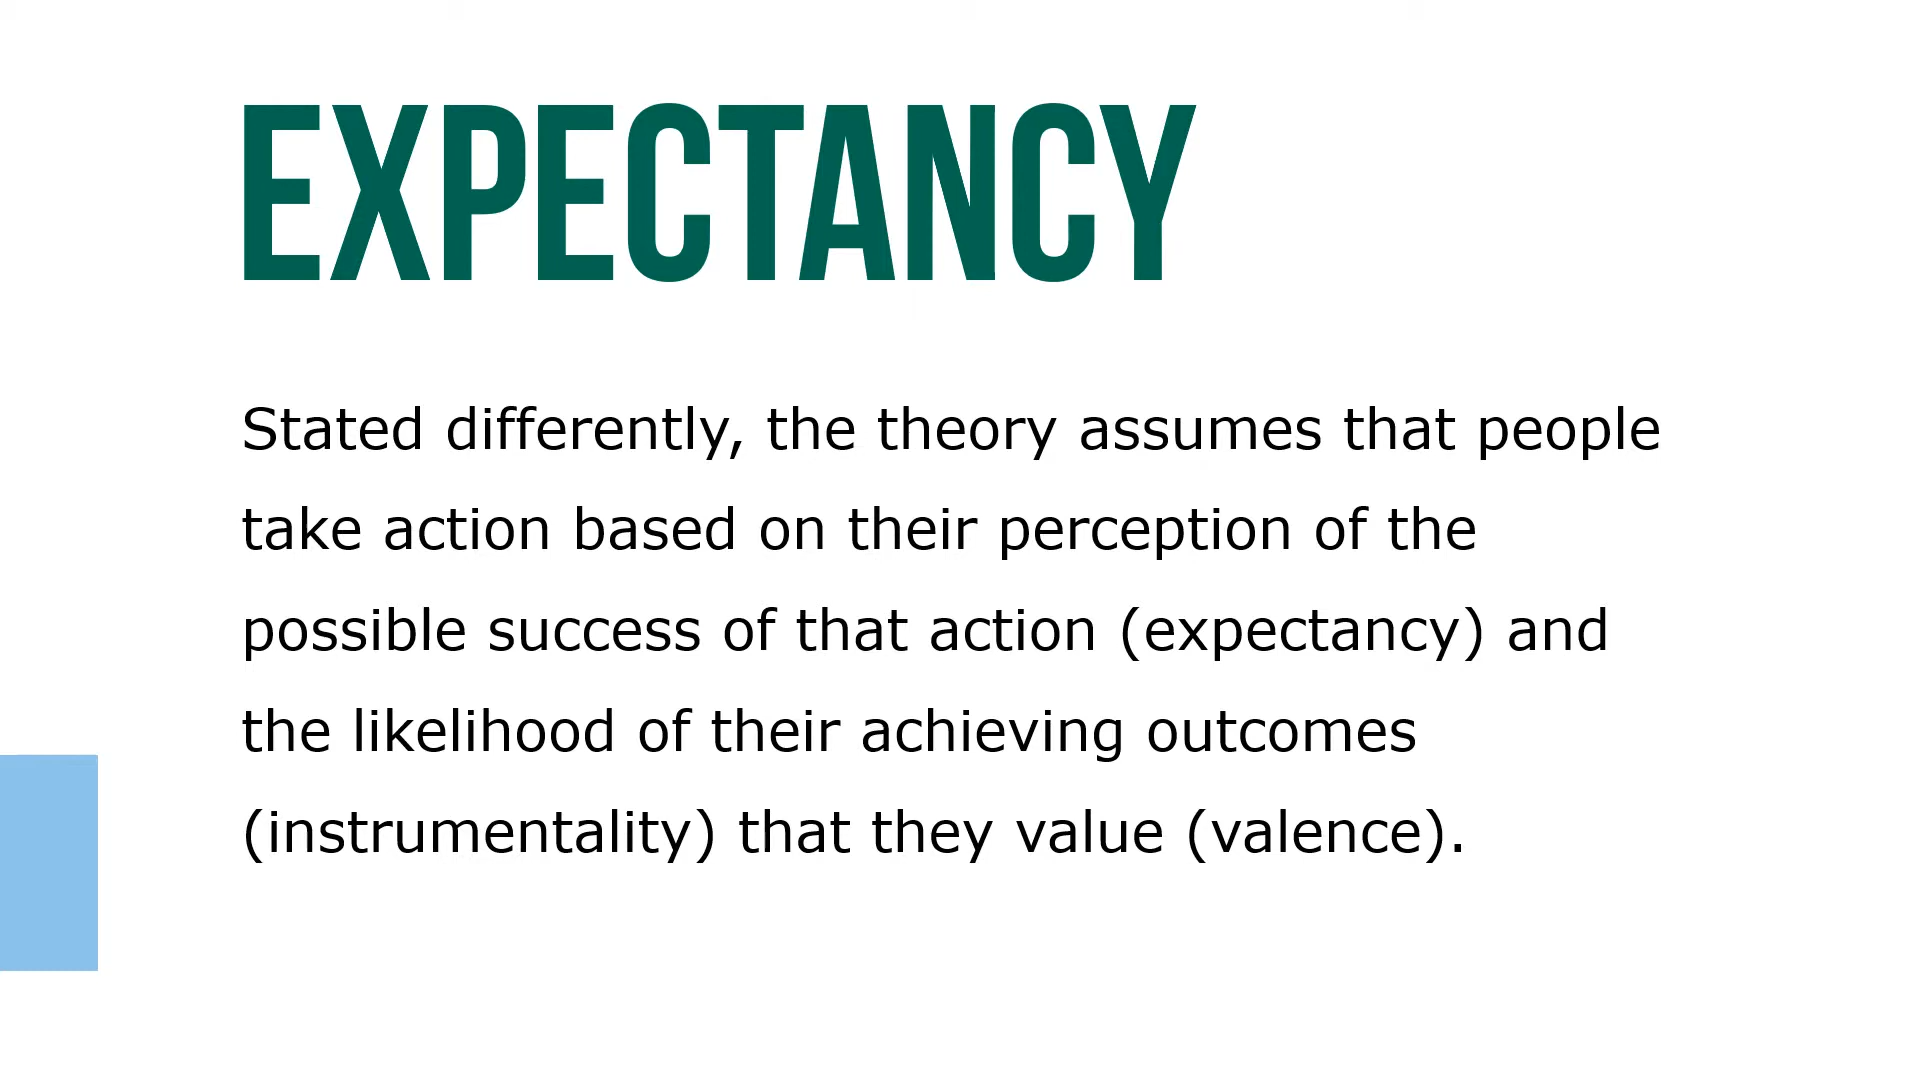 EXPECTANCY
Stated differently, the theory assumes that people
take action based on their perception of the
possible success of that action (expectancy) and
the likelihood of their achieving outcomes
(instrumentality) that they value (valence).